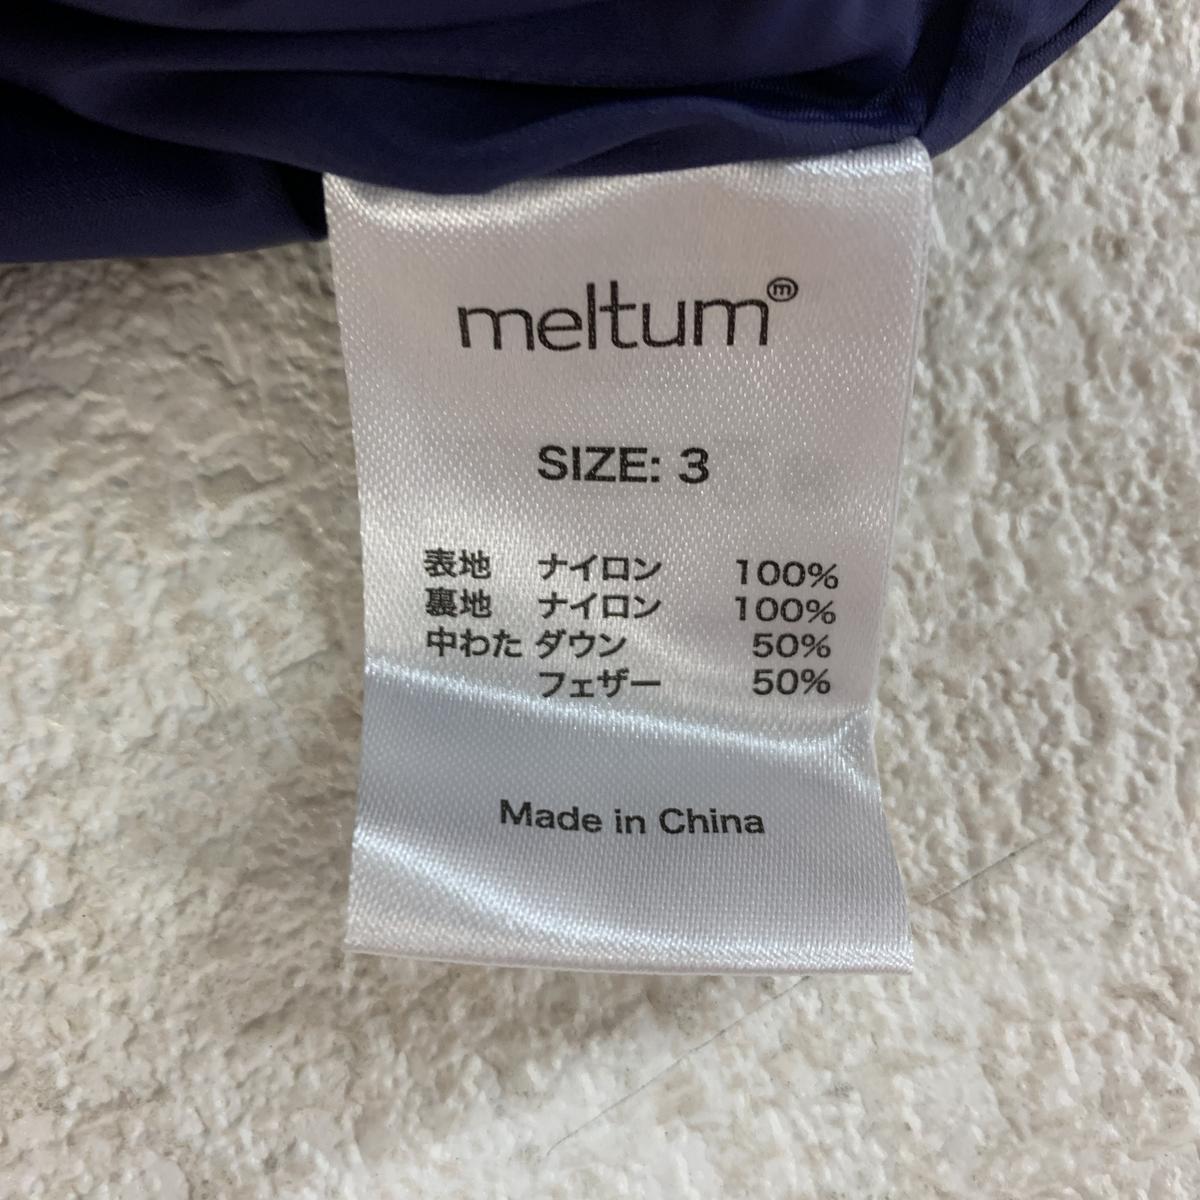 meltum ⓜ
SIZE: 3
表地 ナイロン 100%
裏地 ナイロン 100%
中わた ダウン 50%
フェザー 50%
Made in China